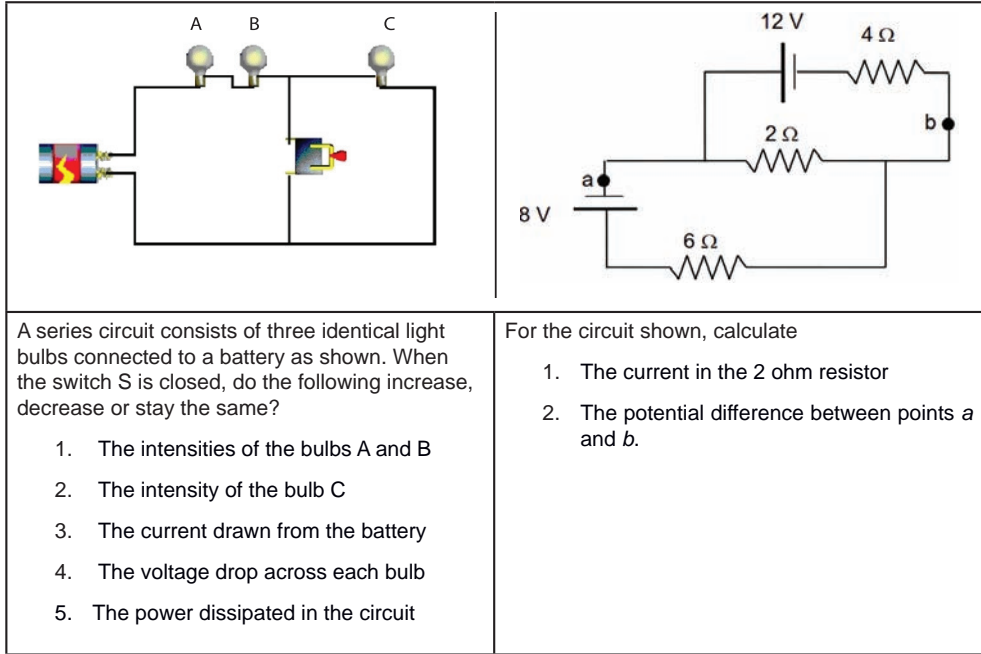 A B C
12 V
4 Ω
b
2 Ω
a
8 V
6 Ω
A series circuit consists of three identical light
bulbs connected to a battery as shown. When
the switch S is closed, do the following increase,
decrease or stay the same?
1. The intensities of the bulbs A and B
2. The intensity of the bulb C
3. The current drawn from the battery
4. The voltage drop across each bulb
5. The power dissipated in the circuit
For the circuit shown, calculate
1. The current in the 2 ohm resistor
2. The potential difference between points a
and b.